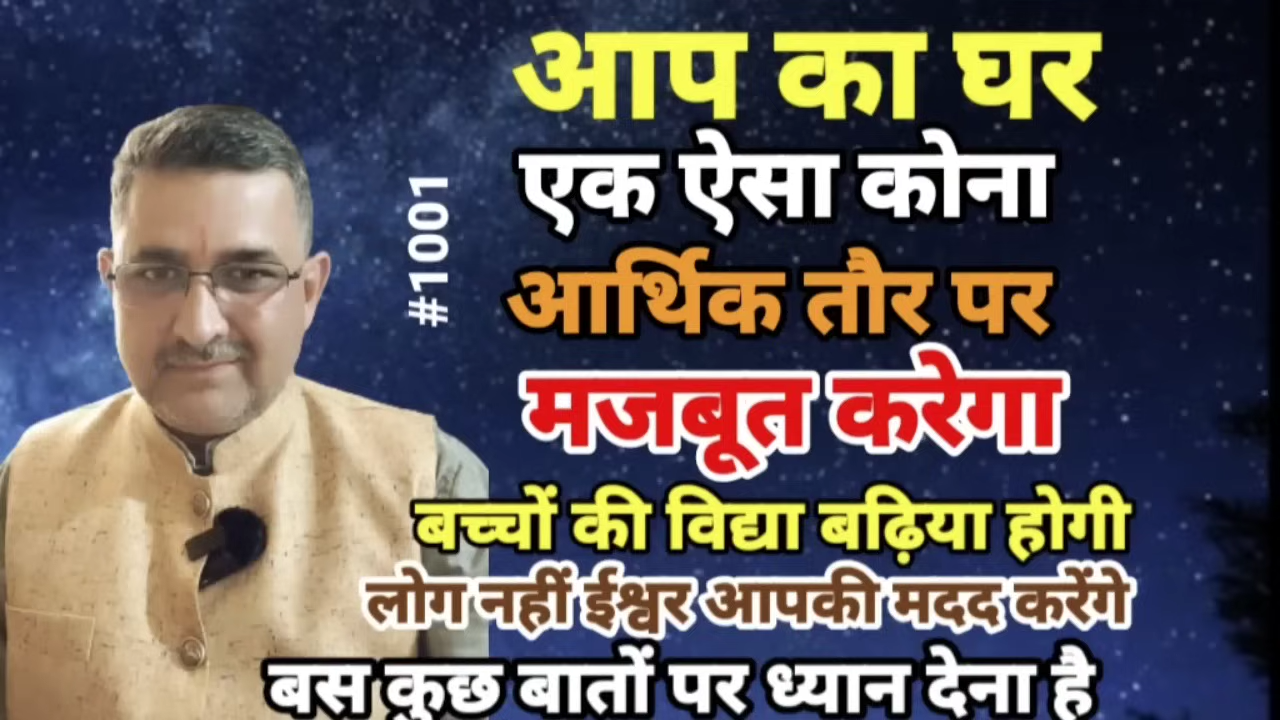 आप का घर
एक ऐसा कोना
#1001
आर्थिक तौर पर
मजबूत करेगा
बच्चों की विद्या बढ़िया होगी
लोग नहीं ईश्वर आपकी मदद करेंगे
बस कुछ बातों पर ध्यान देना है